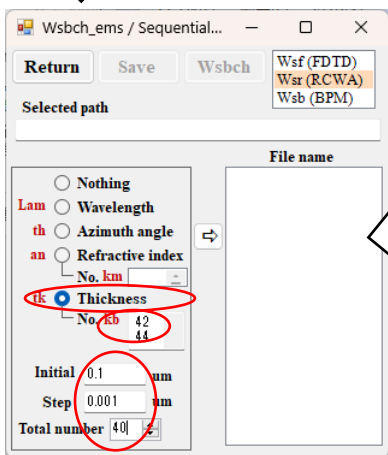 Wsbch_ems / Sequential...
Return Save Wsbch
Wsf (FDTD)
Wsr (RCWA)
Wsb (BPM)
Selected path
File name
Nothing
Lam Wavelength
th Azimuth angle
an Refractive index
No. km
tk Thickness
No. kb 42
44
Initial 0.1 um
Step 0.001 um
Total number 40